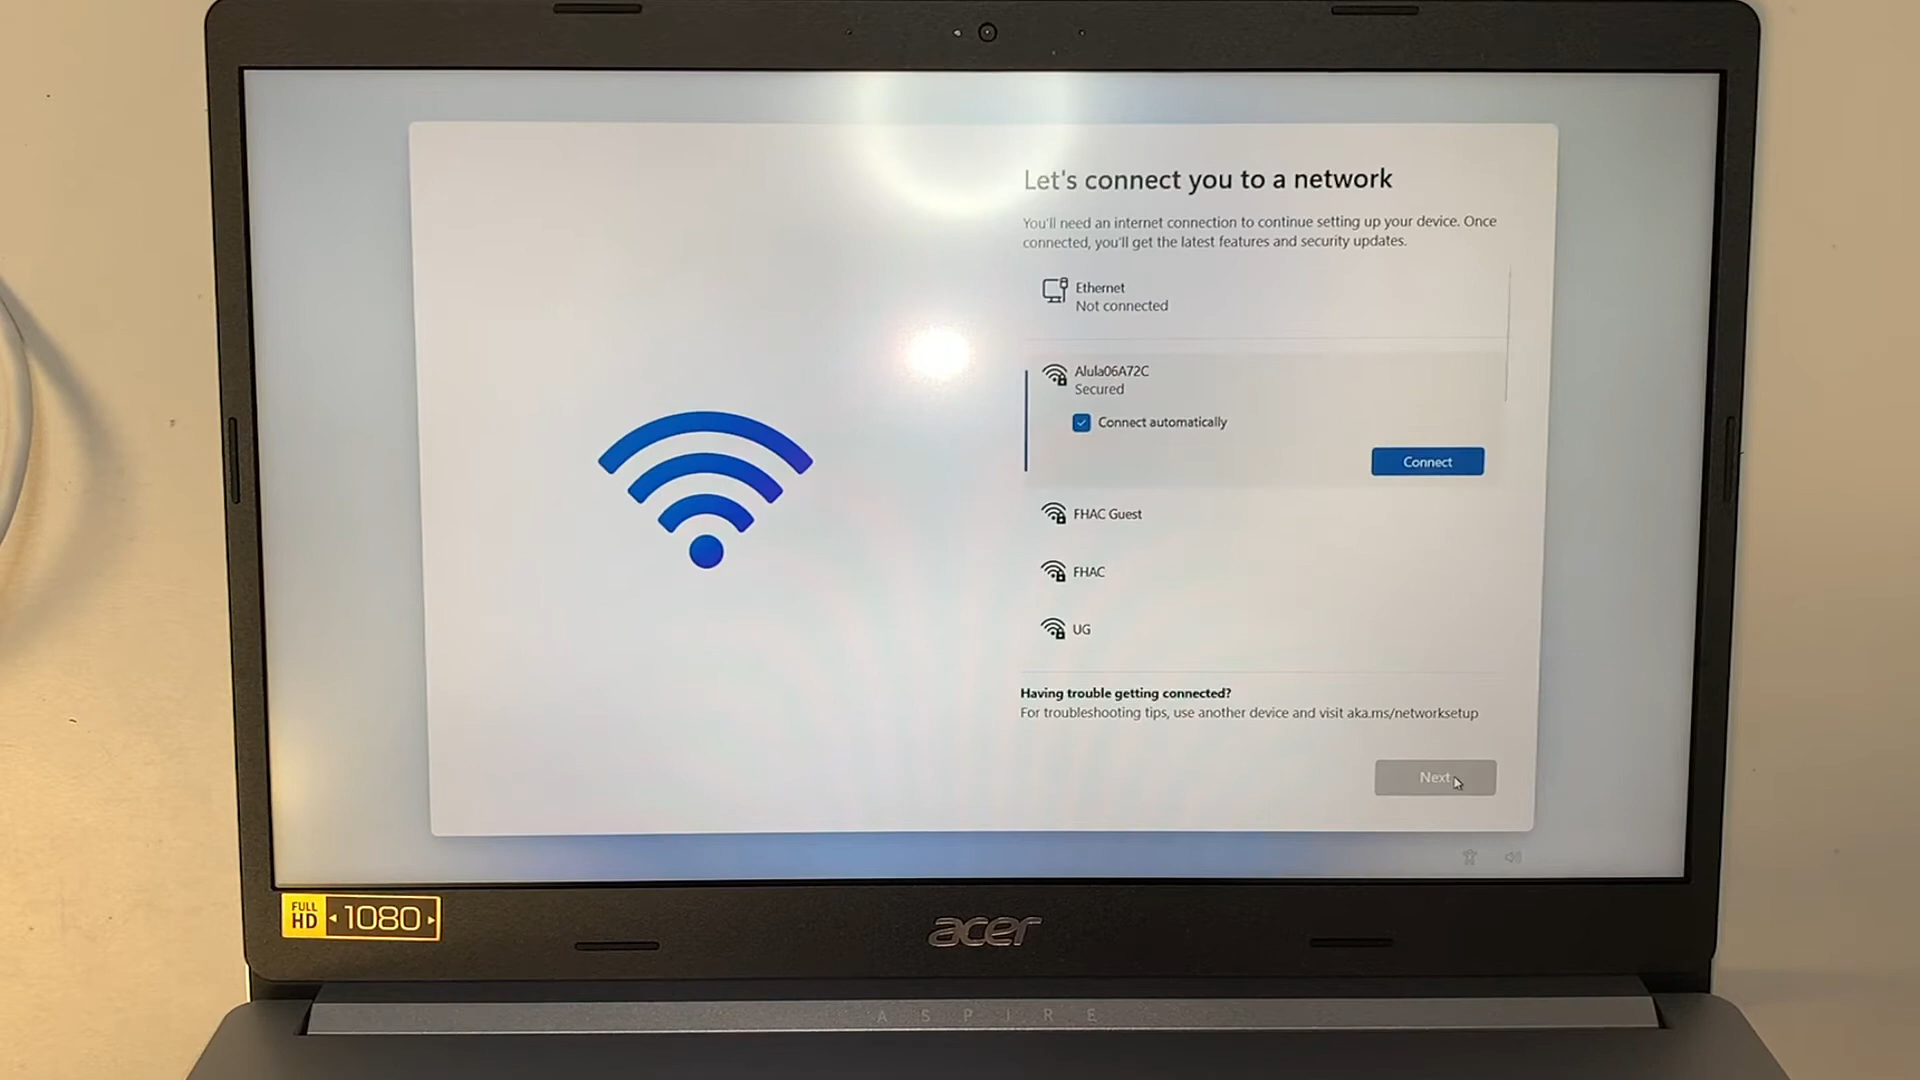 Let's connect you to a network
You'll need an internet connection to continue setting up your device. Once
connected, you'll get the latest features and security updates.
Ethernet
Not connected
Alula06A72C
Secured
Connect automatically
Connect
FHAC Guest
FHAC
UG
Having trouble getting connected?
For troubleshooting tips, use another device and visit aka.ms/networksetup
Next
FULL
HD
1080
acer
ASPIRE